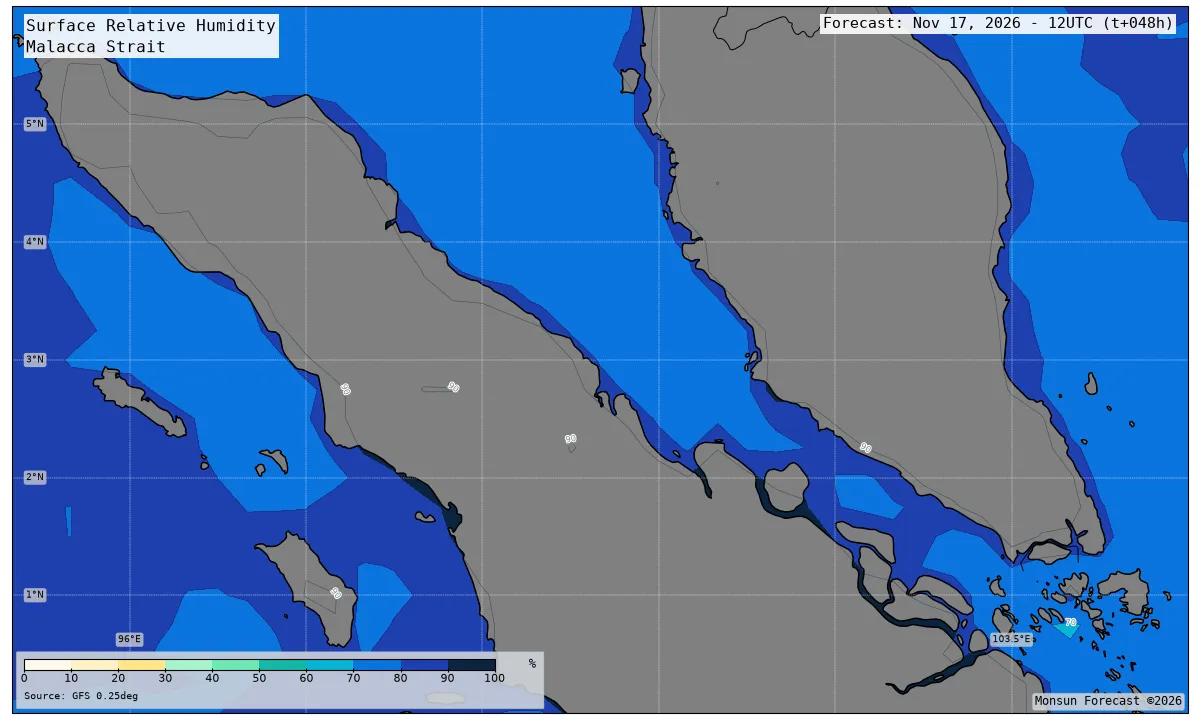 Surface Relative Humidity
Malacca Strait
Forecast: Nov 17, 2026 - 12UTC (t+048h)
5°N
4°N
3°N
2°N
1°N
96°E
103.5°E
90
90
90
90
90
70
%
0 10 20 30 40 50 60 70 80 90 100
Source: GFS 0.25deg
Monsun Forecast ©2026